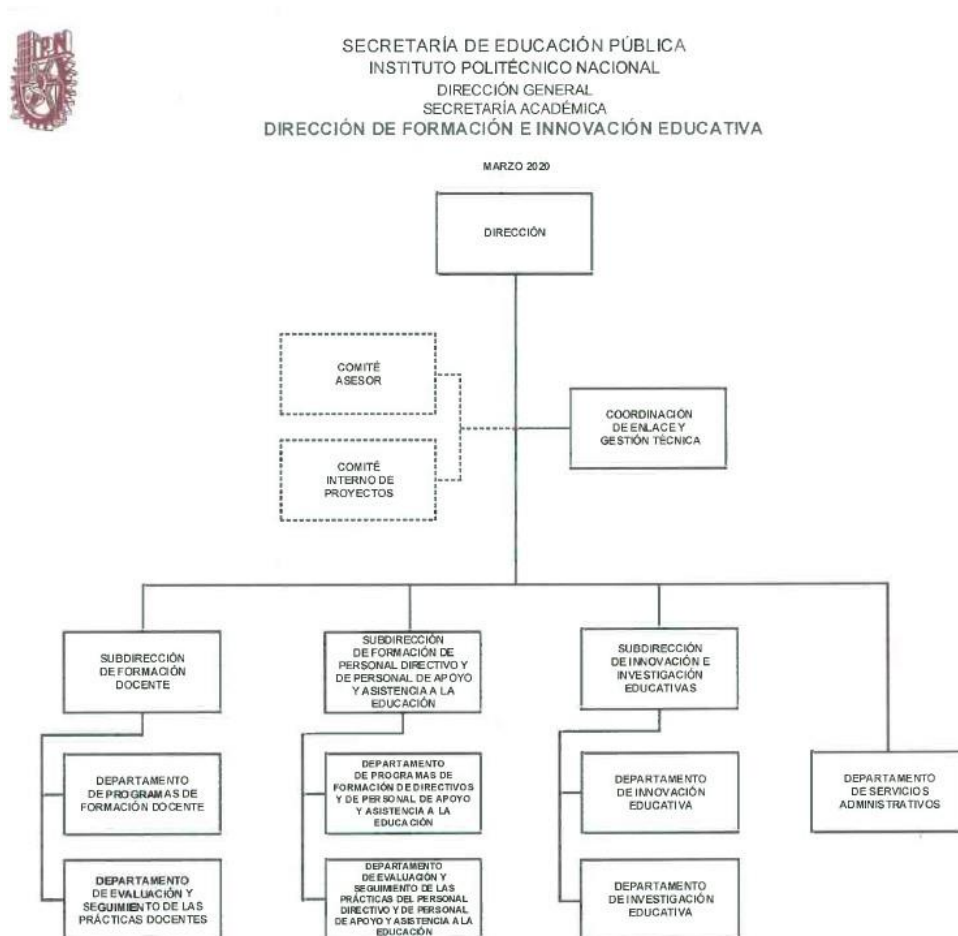 IPN
SECRETARÍA DE EDUCACIÓN PÚBLICA
INSTITUTO POLITÉCNICO NACIONAL
DIRECCIÓN GENERAL
SECRETARÍA ACADÉMICA
DIRECCIÓN DE FORMACIÓN E INNOVACIÓN EDUCATIVA
MARZO 2020
DIRECCIÓN
COMITÉ
ASESOR
COORDINACIÓN
DE ENLACE Y
GESTIÓN TÉCNICA
COMITÉ
INTERNO DE
PROYECTOS
SUBDIRECCIÓN
DE FORMACIÓN
DOCENTE
SUBDIRECCIÓN
DE FORMACIÓN DE
PERSONAL DIRECTIVO Y
DE PERSONAL DE APOYO
Y ASISTENCIA A LA
EDUCACIÓN
SUBDIRECCIÓN
DE INNOVACIÓN E
INVESTIGACIÓN
EDUCATIVAS
DEPARTAMENTO
DE PROGRAMAS DE
FORMACIÓN DOCENTE
DEPARTAMENTO
DE PROGRAMAS DE
FORMACIÓN DE DIRECTIVOS
Y DE PERSONAL DE APOYO
Y ASISTENCIA A LA
EDUCACIÓN
DEPARTAMENTO
DE INNOVACIÓN
EDUCATIVA
DEPARTAMENTO
DE SERVICIOS
ADMINISTRATIVOS
DEPARTAMENTO
DE EVALUACIÓN Y
SEGUIMIENTO DE LAS
PRÁCTICAS DOCENTES
DEPARTAMENTO
DE EVALUACIÓN Y
SEGUIMIENTO DE LAS
PRÁCTICAS DEL PERSONAL
DIRECTIVO Y DE PERSONAL
DE APOYO Y ASISTENCIA A LA
EDUCACIÓN
DEPARTAMENTO
DE INVESTIGACIÓN
EDUCATIVA